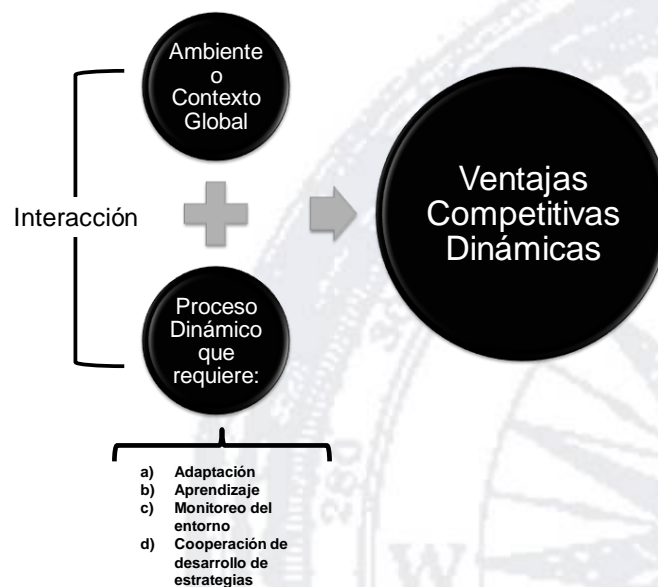 Ambiente
o
Contexto
Global
Interacción
Proceso
Dinámico
que
requiere:
a) Adaptación
b) Aprendizaje
c) Monitoreo del
entorno
d) Cooperación de
desarrollo de
estrategias
Ventajas
Competitivas
Dinámicas
280
W